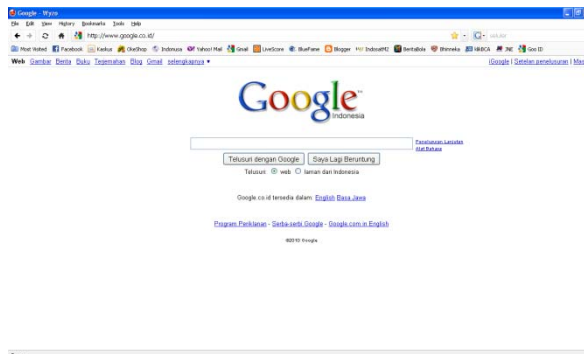 Google - Wyzo
File Edit View History Bookmarks Tools Help
http://www.google.co.id/
Most Visited Facebook Kaskus OkeShop Indonusa Yahoo! Mail Gmail LiveScore BlueFame Blogger IndosatM2 BeritaBola Bhinneka KlikBCA JNE Goo ID
Web Gambar Berita Buku Terjemahan Blog Gmail selengkapnya ▼
iGoogle | Setelan penelusuran | Mas
Google
Indonesia
Penelusuran Lanjutan
Alat Bahasa
Telusuri dengan Google Saya Lagi Beruntung
Telusuri: web laman dari Indonesia
Google.co.id tersedia dalam: English Basa Jawa
Program Periklanan - Serba-serbi Google - Google.com in English
©2010 Google